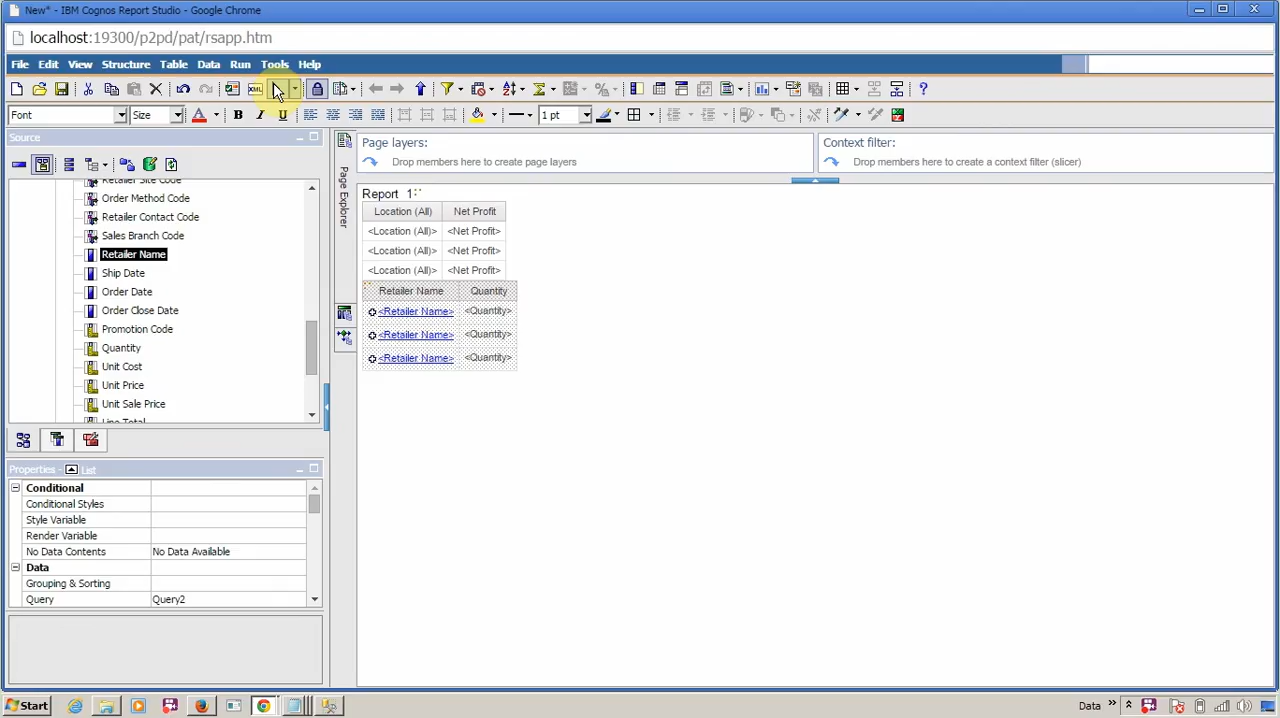 New* - IBM Cognos Report Studio - Google Chrome
localhost:19300/p2pd/pat/rsapp.htm
File Edit View Structure Table Data Run Tools Help
XML
Font Size A B I U 1 pt
Source
Page layers:
Drop members here to create page layers
Context filter:
Drop members here to create a context filter (slicer)
Page Explorer
Retailer Site Code
Order Method Code
Retailer Contact Code
Sales Branch Code
Retailer Name
Ship Date
Order Date
Order Close Date
Promotion Code
Quantity
Unit Cost
Unit Price
Unit Sale Price
Line Total
Report 1
Location (All) Net Profit
<Location (All)> <Net Profit>
<Location (All)> <Net Profit>
<Location (All)> <Net Profit>
Retailer Name Quantity
<Retailer Name> <Quantity>
<Retailer Name> <Quantity>
<Retailer Name> <Quantity>
Properties - List
Conditional
Conditional Styles
Style Variable
Render Variable
No Data Contents No Data Available
Data
Grouping & Sorting
Query Query2
Start
Data